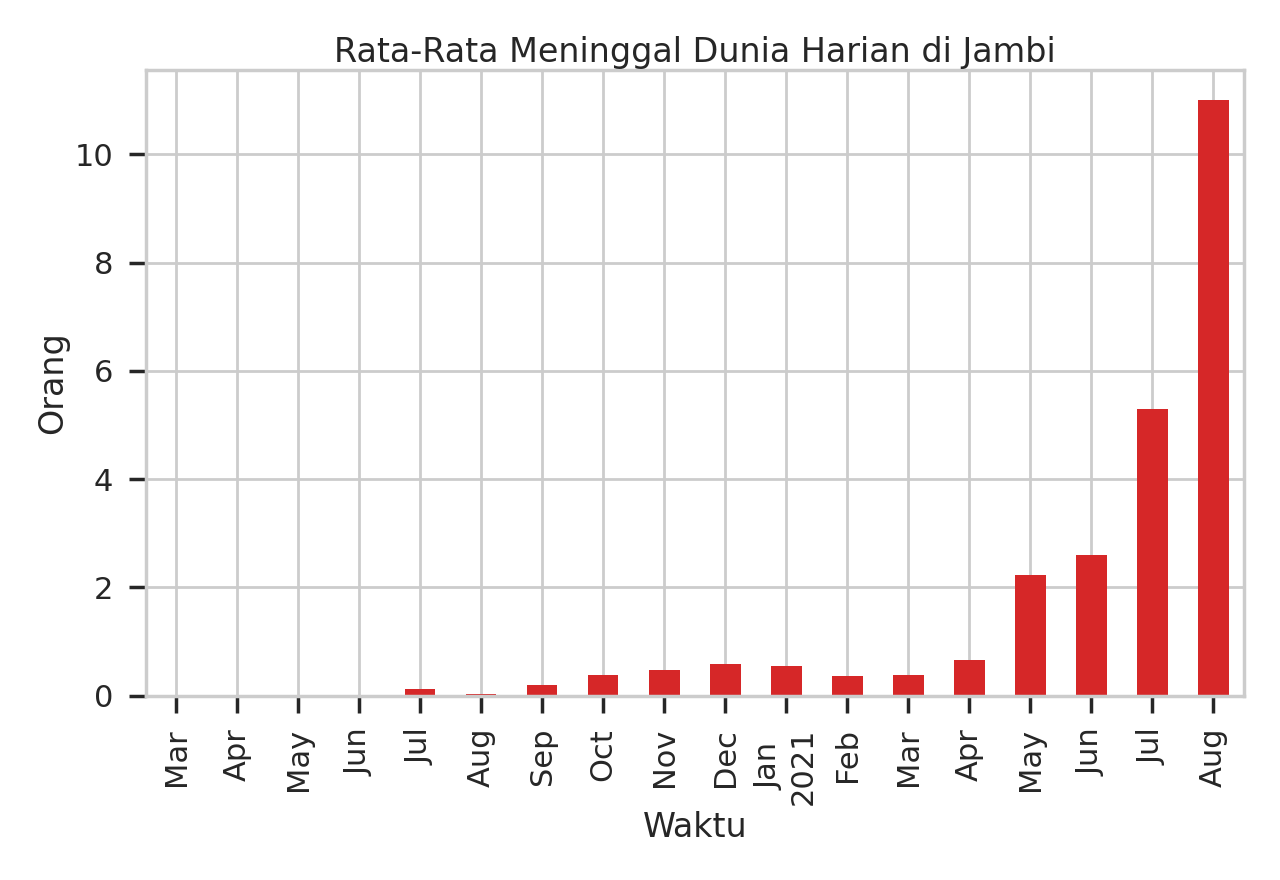 Rata-Rata Meninggal Dunia Harian di Jambi
10
8
6
4
2
0
Orang
Mar
Apr
May
Jun
Jul
Aug
Sep
Oct
Nov
Dec
Jan
2021
Feb
Mar
Apr
May
Jun
Jul
Aug
Waktu